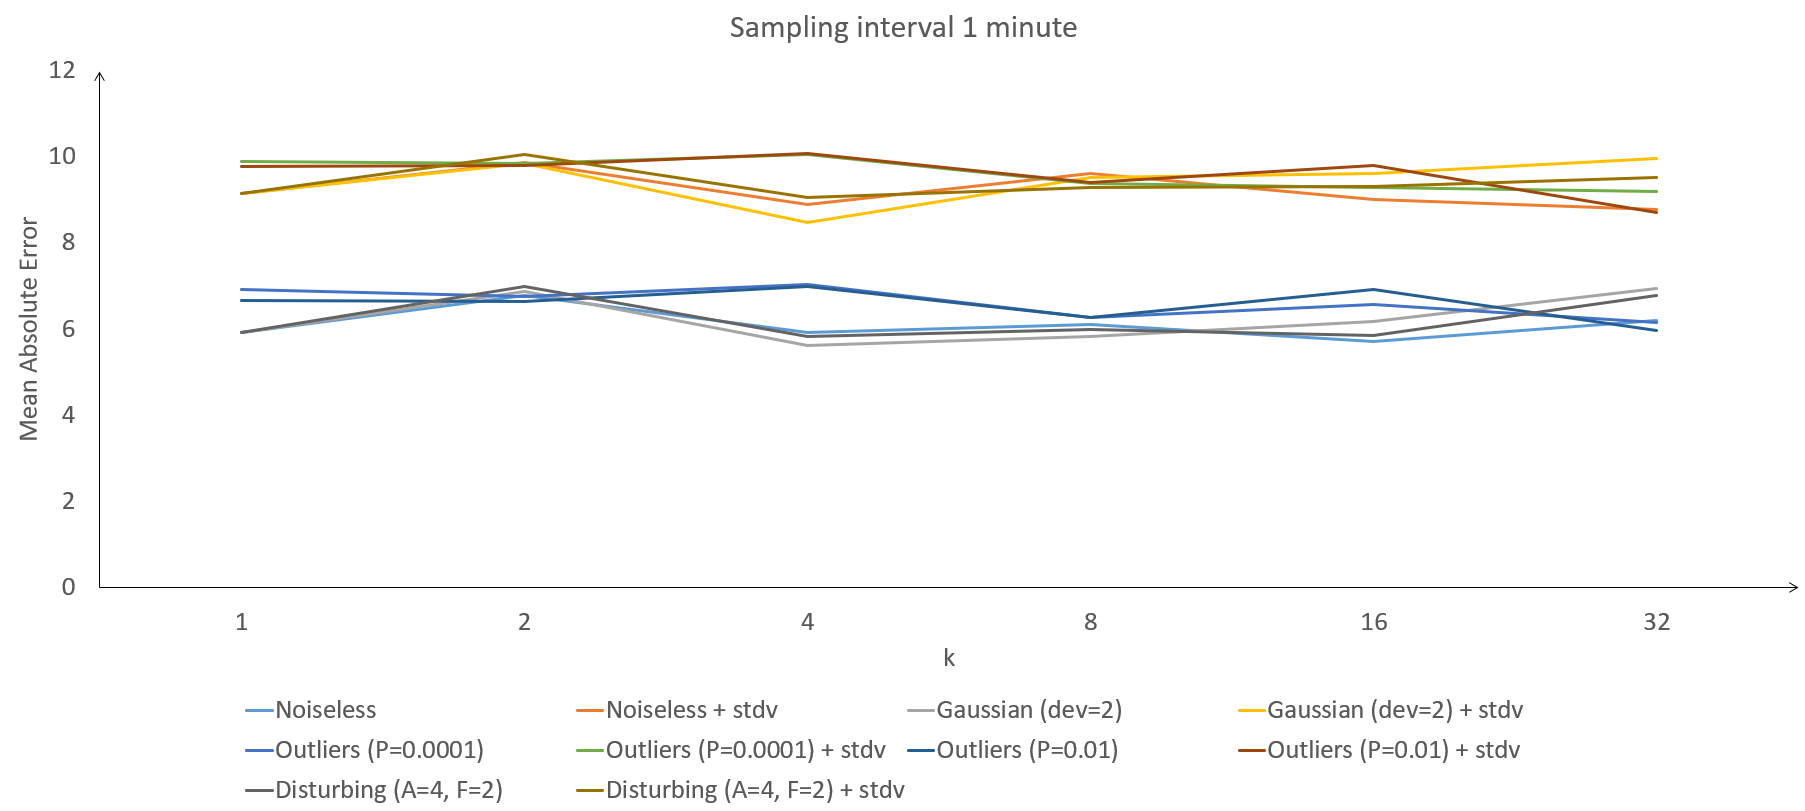 Sampling interval 1 minute
12
10
8
6
4
2
0
Mean Absolute Error
1 2 4 8 16 32
k
Noiseless Noiseless + stdv Gaussian (dev=2) Gaussian (dev=2) + stdv
Outliers (P=0.0001) Outliers (P=0.0001) + stdv Outliers (P=0.01) Outliers (P=0.01) + stdv
Disturbing (A=4, F=2) Disturbing (A=4, F=2) + stdv